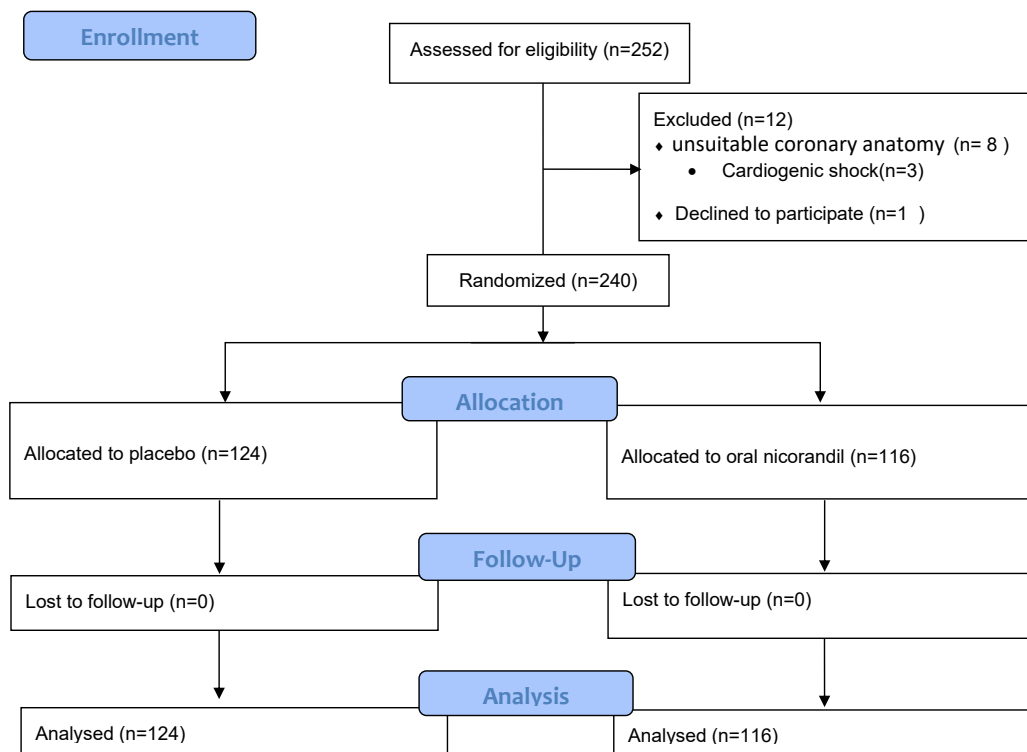 Enrollment
Assessed for eligibility (n=252)
Excluded (n=12)
♦ unsuitable coronary anatomy (n= 8 )
• Cardiogenic shock(n=3)
♦ Declined to participate (n=1 )
Randomized (n=240)
Allocation
Allocated to placebo (n=124)
Allocated to oral nicorandil (n=116)
Follow-Up
Lost to follow-up (n=0)
Lost to follow-up (n=0)
Analysis
Analysed (n=124)
Analysed (n=116)